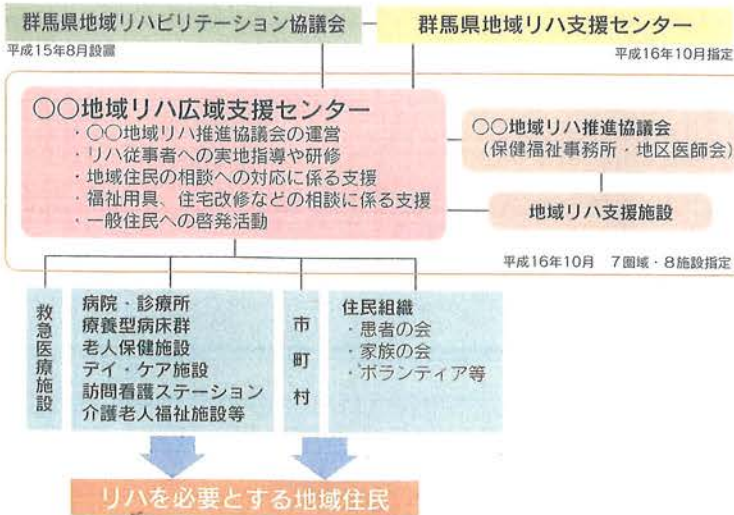 群馬県地域リハビリテーション協議会
群馬県地域リハ支援センター
平成15年8月設置
平成16年10月指定
〇〇地域リハ広域支援センター
・〇〇地域リハ推進協議会の運営
・リハ従事者への実地指導や研修
・地域住民の相談への対応に係る支援
・福祉用具、住宅改修などの相談に係る支援
・一般住民への啓発活動
〇〇地域リハ推進協議会
(保健福祉事務所・地区医師会)
地域リハ支援施設
平成16年10月 7圏域・8施設指定
救急医療施設
病院・診療所
療養型病床群
老人保健施設
デイ・ケア施設
訪問看護ステーション
介護老人福祉施設等
市町村
住民組織
・患者の会
・家族の会
・ボランティア等
リハを必要とする地域住民